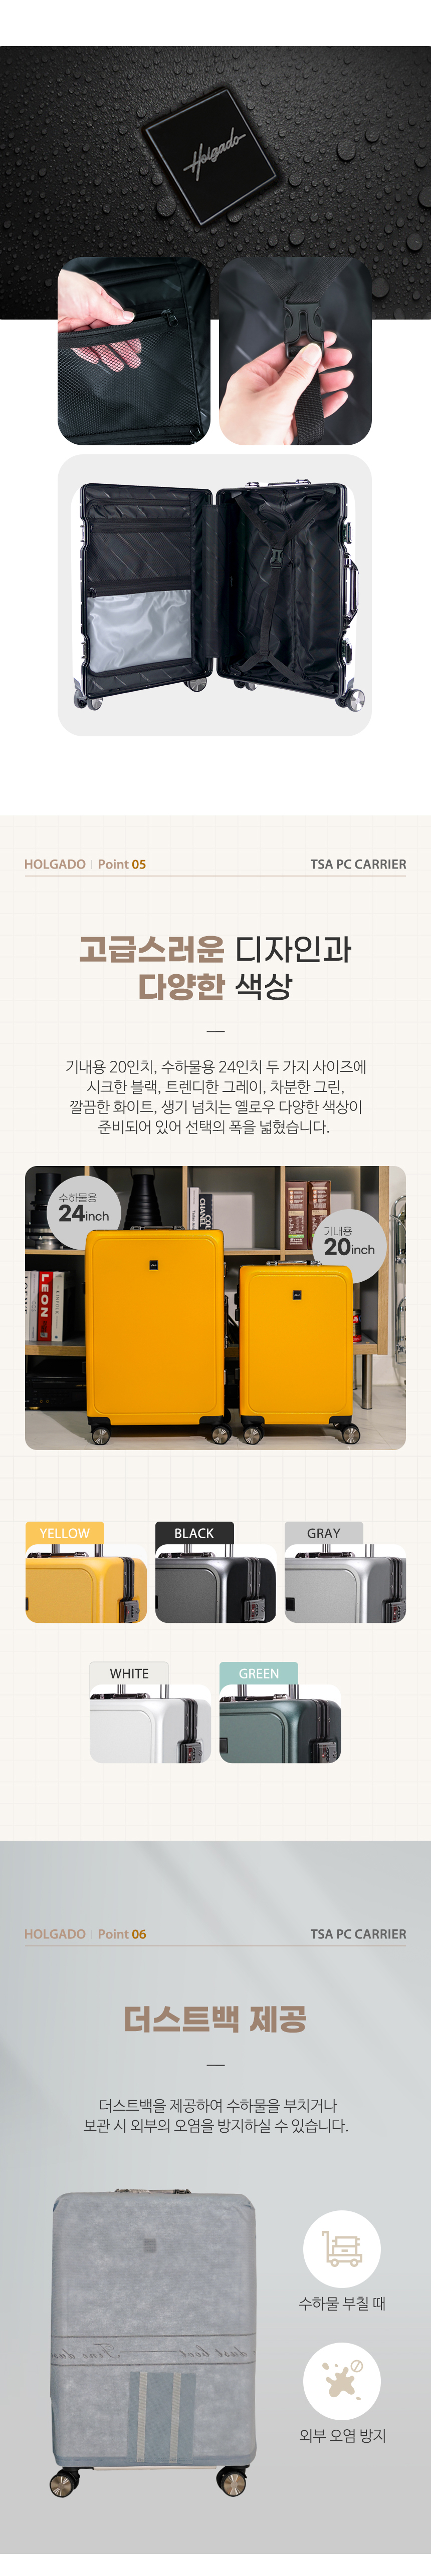 Holgado
HOLGADO | Point 05
TSA PC CARRIER
고급스러운 디자인과
다양한 색상
기내용 20인치, 수하물용 24인치 두 가지 사이즈에
시크한 블랙, 트렌디한 그레이, 차분한 그린,
깔끔한 화이트, 생기 넘치는 옐로우 다양한 색상이
준비되어 있어 선택의 폭을 넓혔습니다.
수하물용
24inch
기내용
20inch
LEON
CHANEL
YELLOW
BLACK
GRAY
WHITE
GREEN
HOLGADO | Point 06
TSA PC CARRIER
더스트백 제공
더스트백을 제공하여 수하물을 부치거나
보관 시 외부의 오염을 방지하실 수 있습니다.
수하물 부칠 때
외부 오염 방지